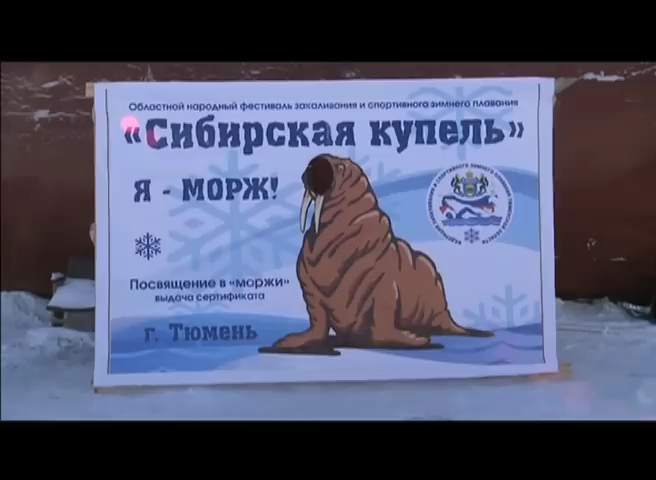 Областной народный фестиваль закаливания и спортивного зимнего плавания
«Сибирская купель»
Я - МОРЖ!
Посвящение в «моржи»
выдача сертификата
г. Тюмень